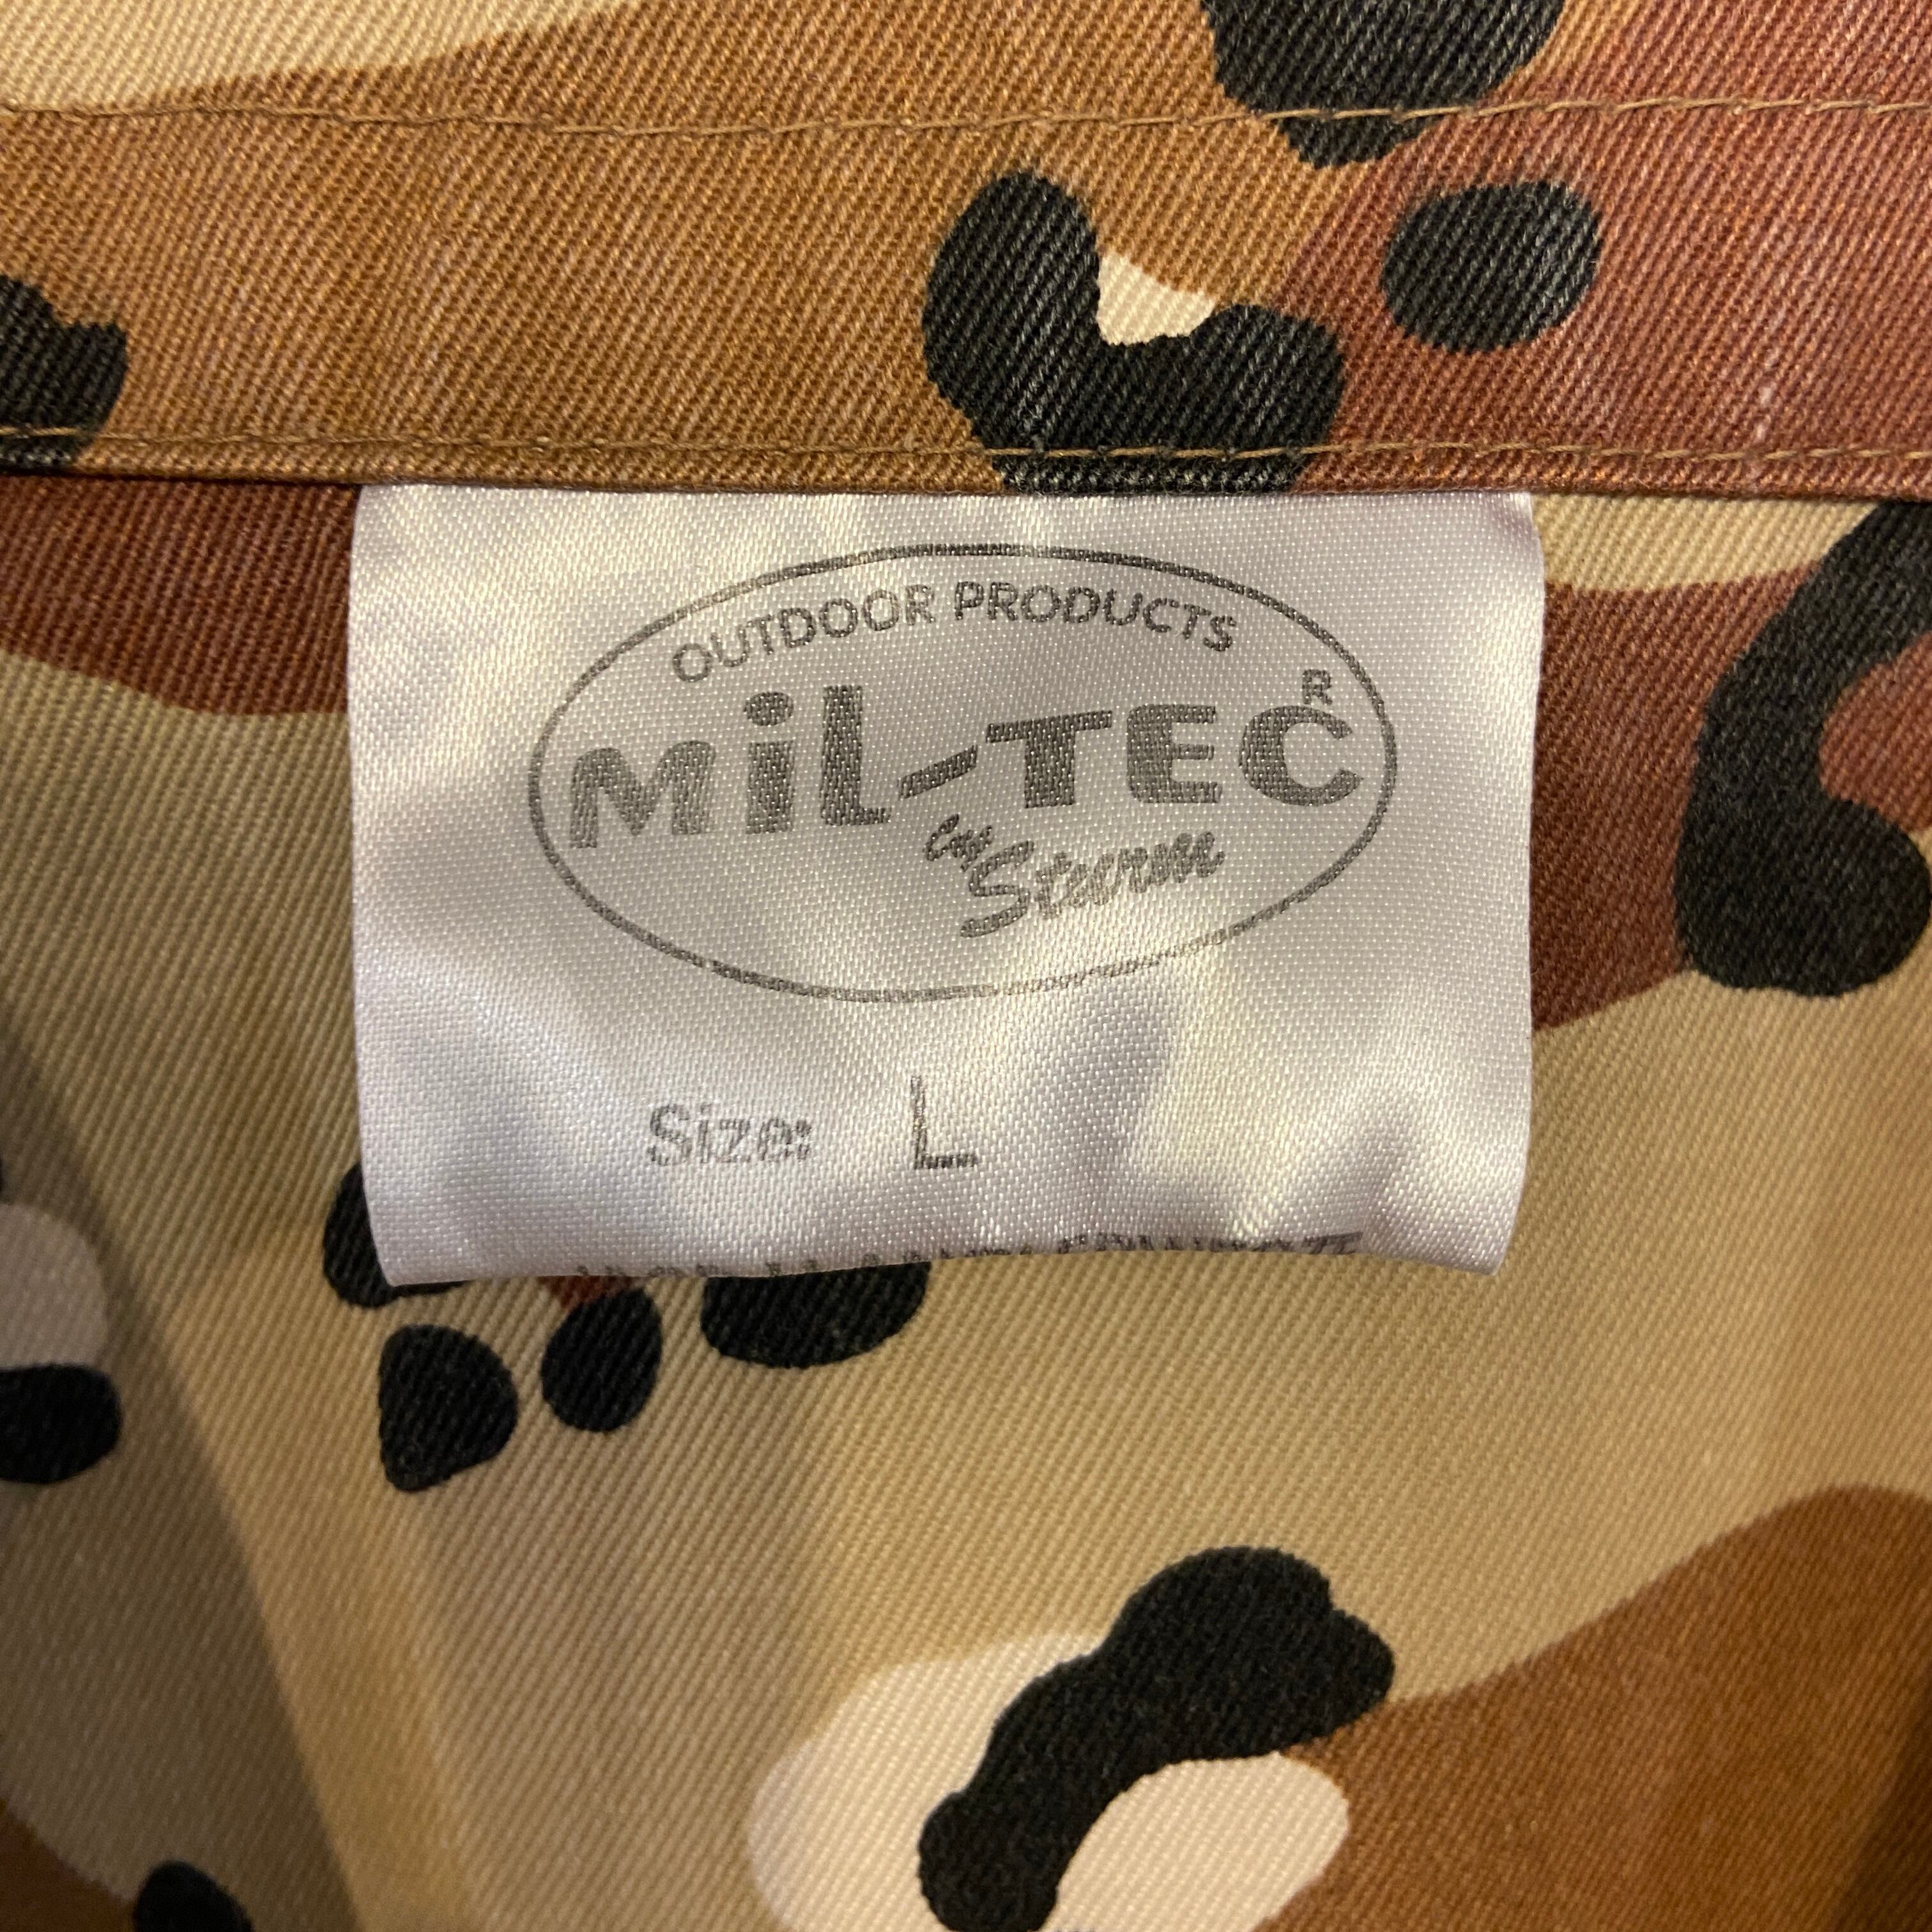 OUTDOOR PRODUCTS
MiL-TEC R
Sturm
Size: L